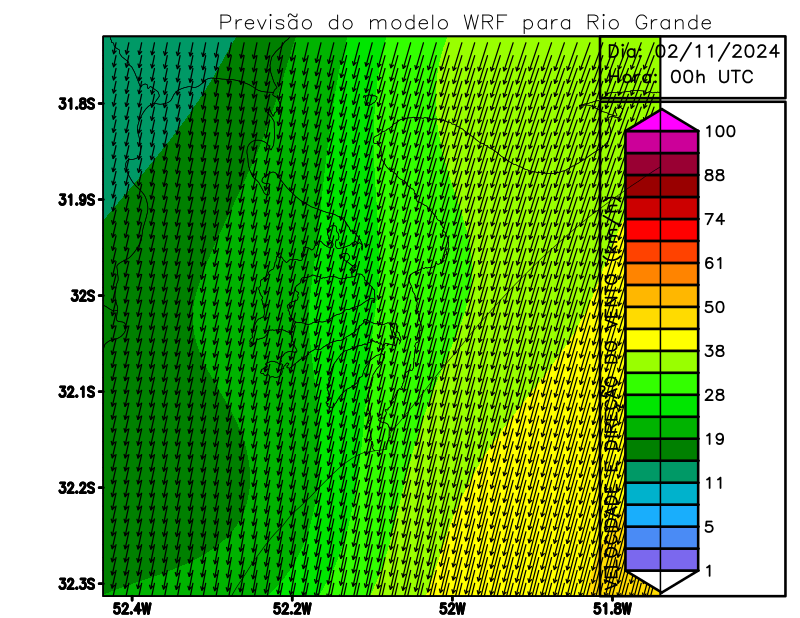 Previsão do modelo WRF para Rio Grande
Dia: 02/11/2024
Hora: 00h UTC
31.8S
31.9S
32S
32.1S
32.2S
32.3S
52.4W
52.2W
52W
51.8W
VELOCIDADE E DIREÇÃO DO VENTO (km/h)
100
88
74
61
50
38
28
19
11
5
1